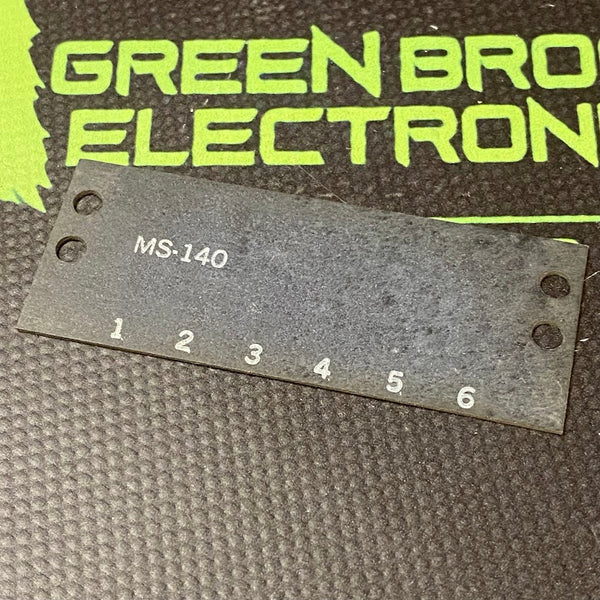 GREEN BRO
ELECTRON
MS-140
1 2 3 4 5 6